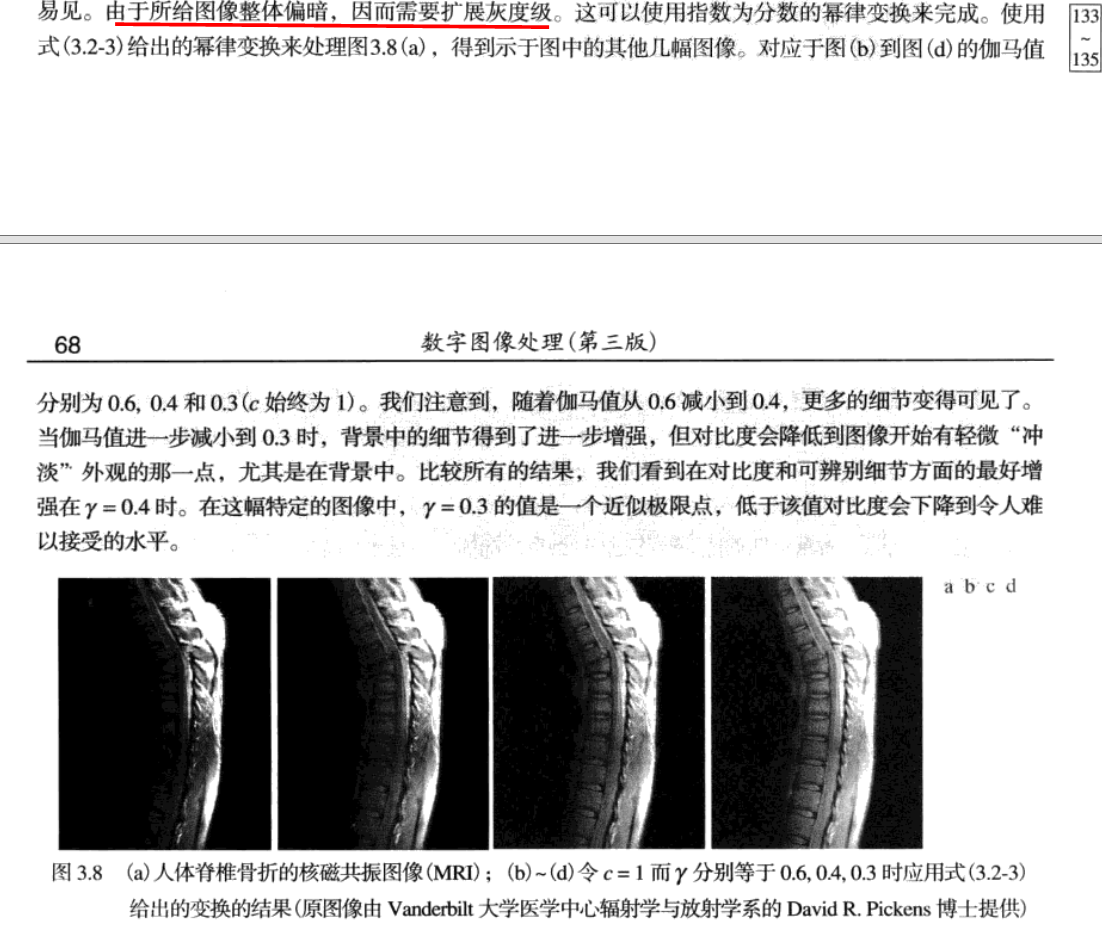 易见。由于所给图像整体偏暗，因而需要扩展灰度级。这可以使用指数为分数的幂律变换来完成。使用
式(3.2-3)给出的幂律变换来处理图3.8(a)，得到示于图中的其他几幅图像。对应于图(b)到图(d)的伽马值
133
~
135
68
数字图像处理(第三版)
分别为 0.6, 0.4 和 0.3(c 始终为 1)。我们注意到，随着伽马值从 0.6 减小到 0.4，更多的细节变得可见了。
当伽马值进一步减小到 0.3 时，背景中的细节得到了进一步增强，但对比度会降低到图像开始有轻微“冲
淡”外观的那一点，尤其是在背景中。比较所有的结果，我们看到在对比度和可辨别细节方面的最好增
强在 γ = 0.4 时。在这幅特定的图像中， γ = 0.3 的值是一个近似极限点，低于该值对比度会下降到令人难
以接受的水平。
a b c d
图 3.8 (a)人体脊椎骨折的核磁共振图像(MRI)；(b)~(d)令 c = 1 而 γ 分别等于 0.6, 0.4, 0.3 时应用式(3.2-3)
给出的变换的结果(原图像由 Vanderbilt 大学医学中心辐射学与放射学系的 David R. Pickens 博士提供)